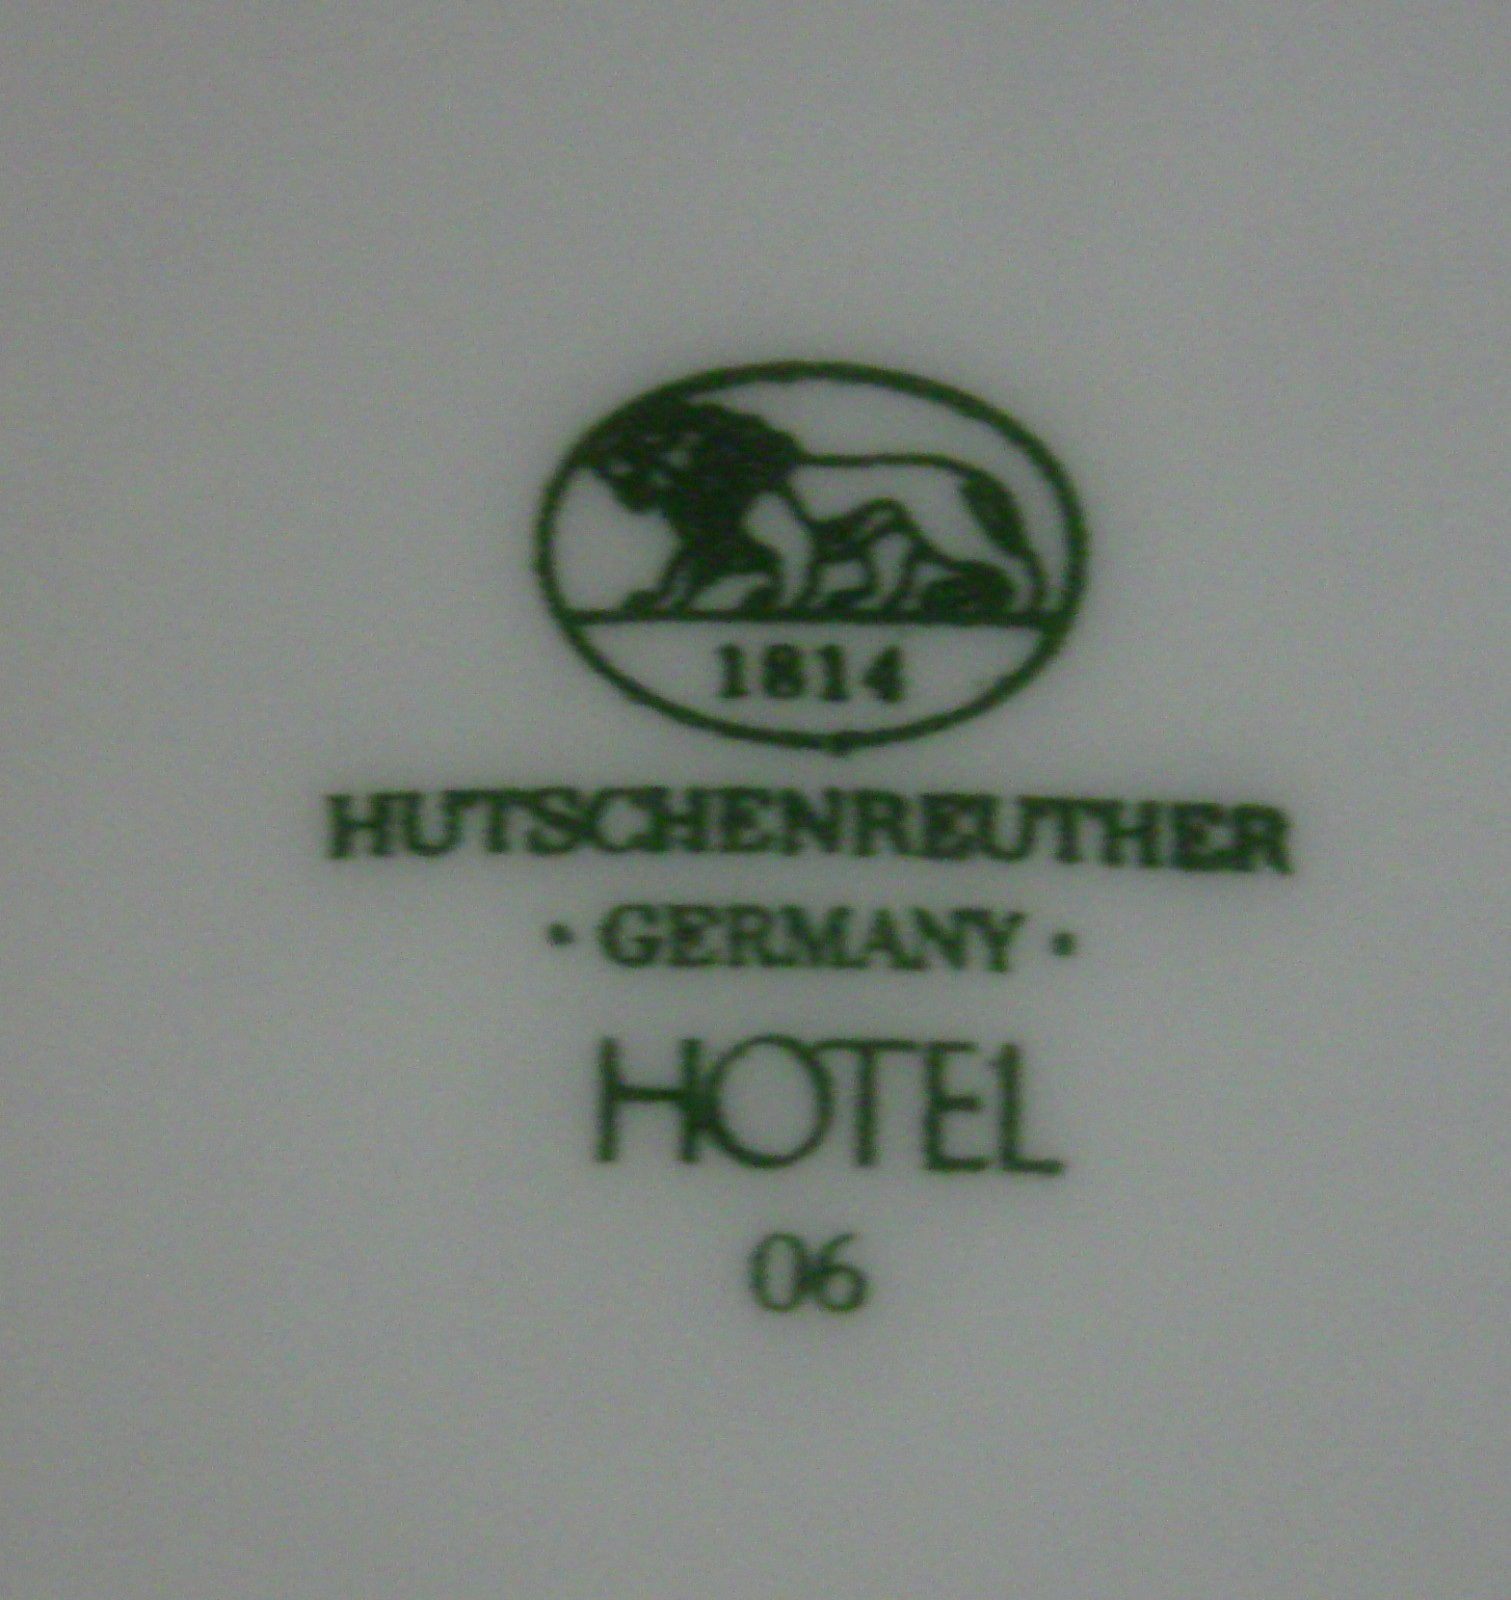 1814
HUTSCHENREUTHER
· GERMANY ·
HOTEL
06